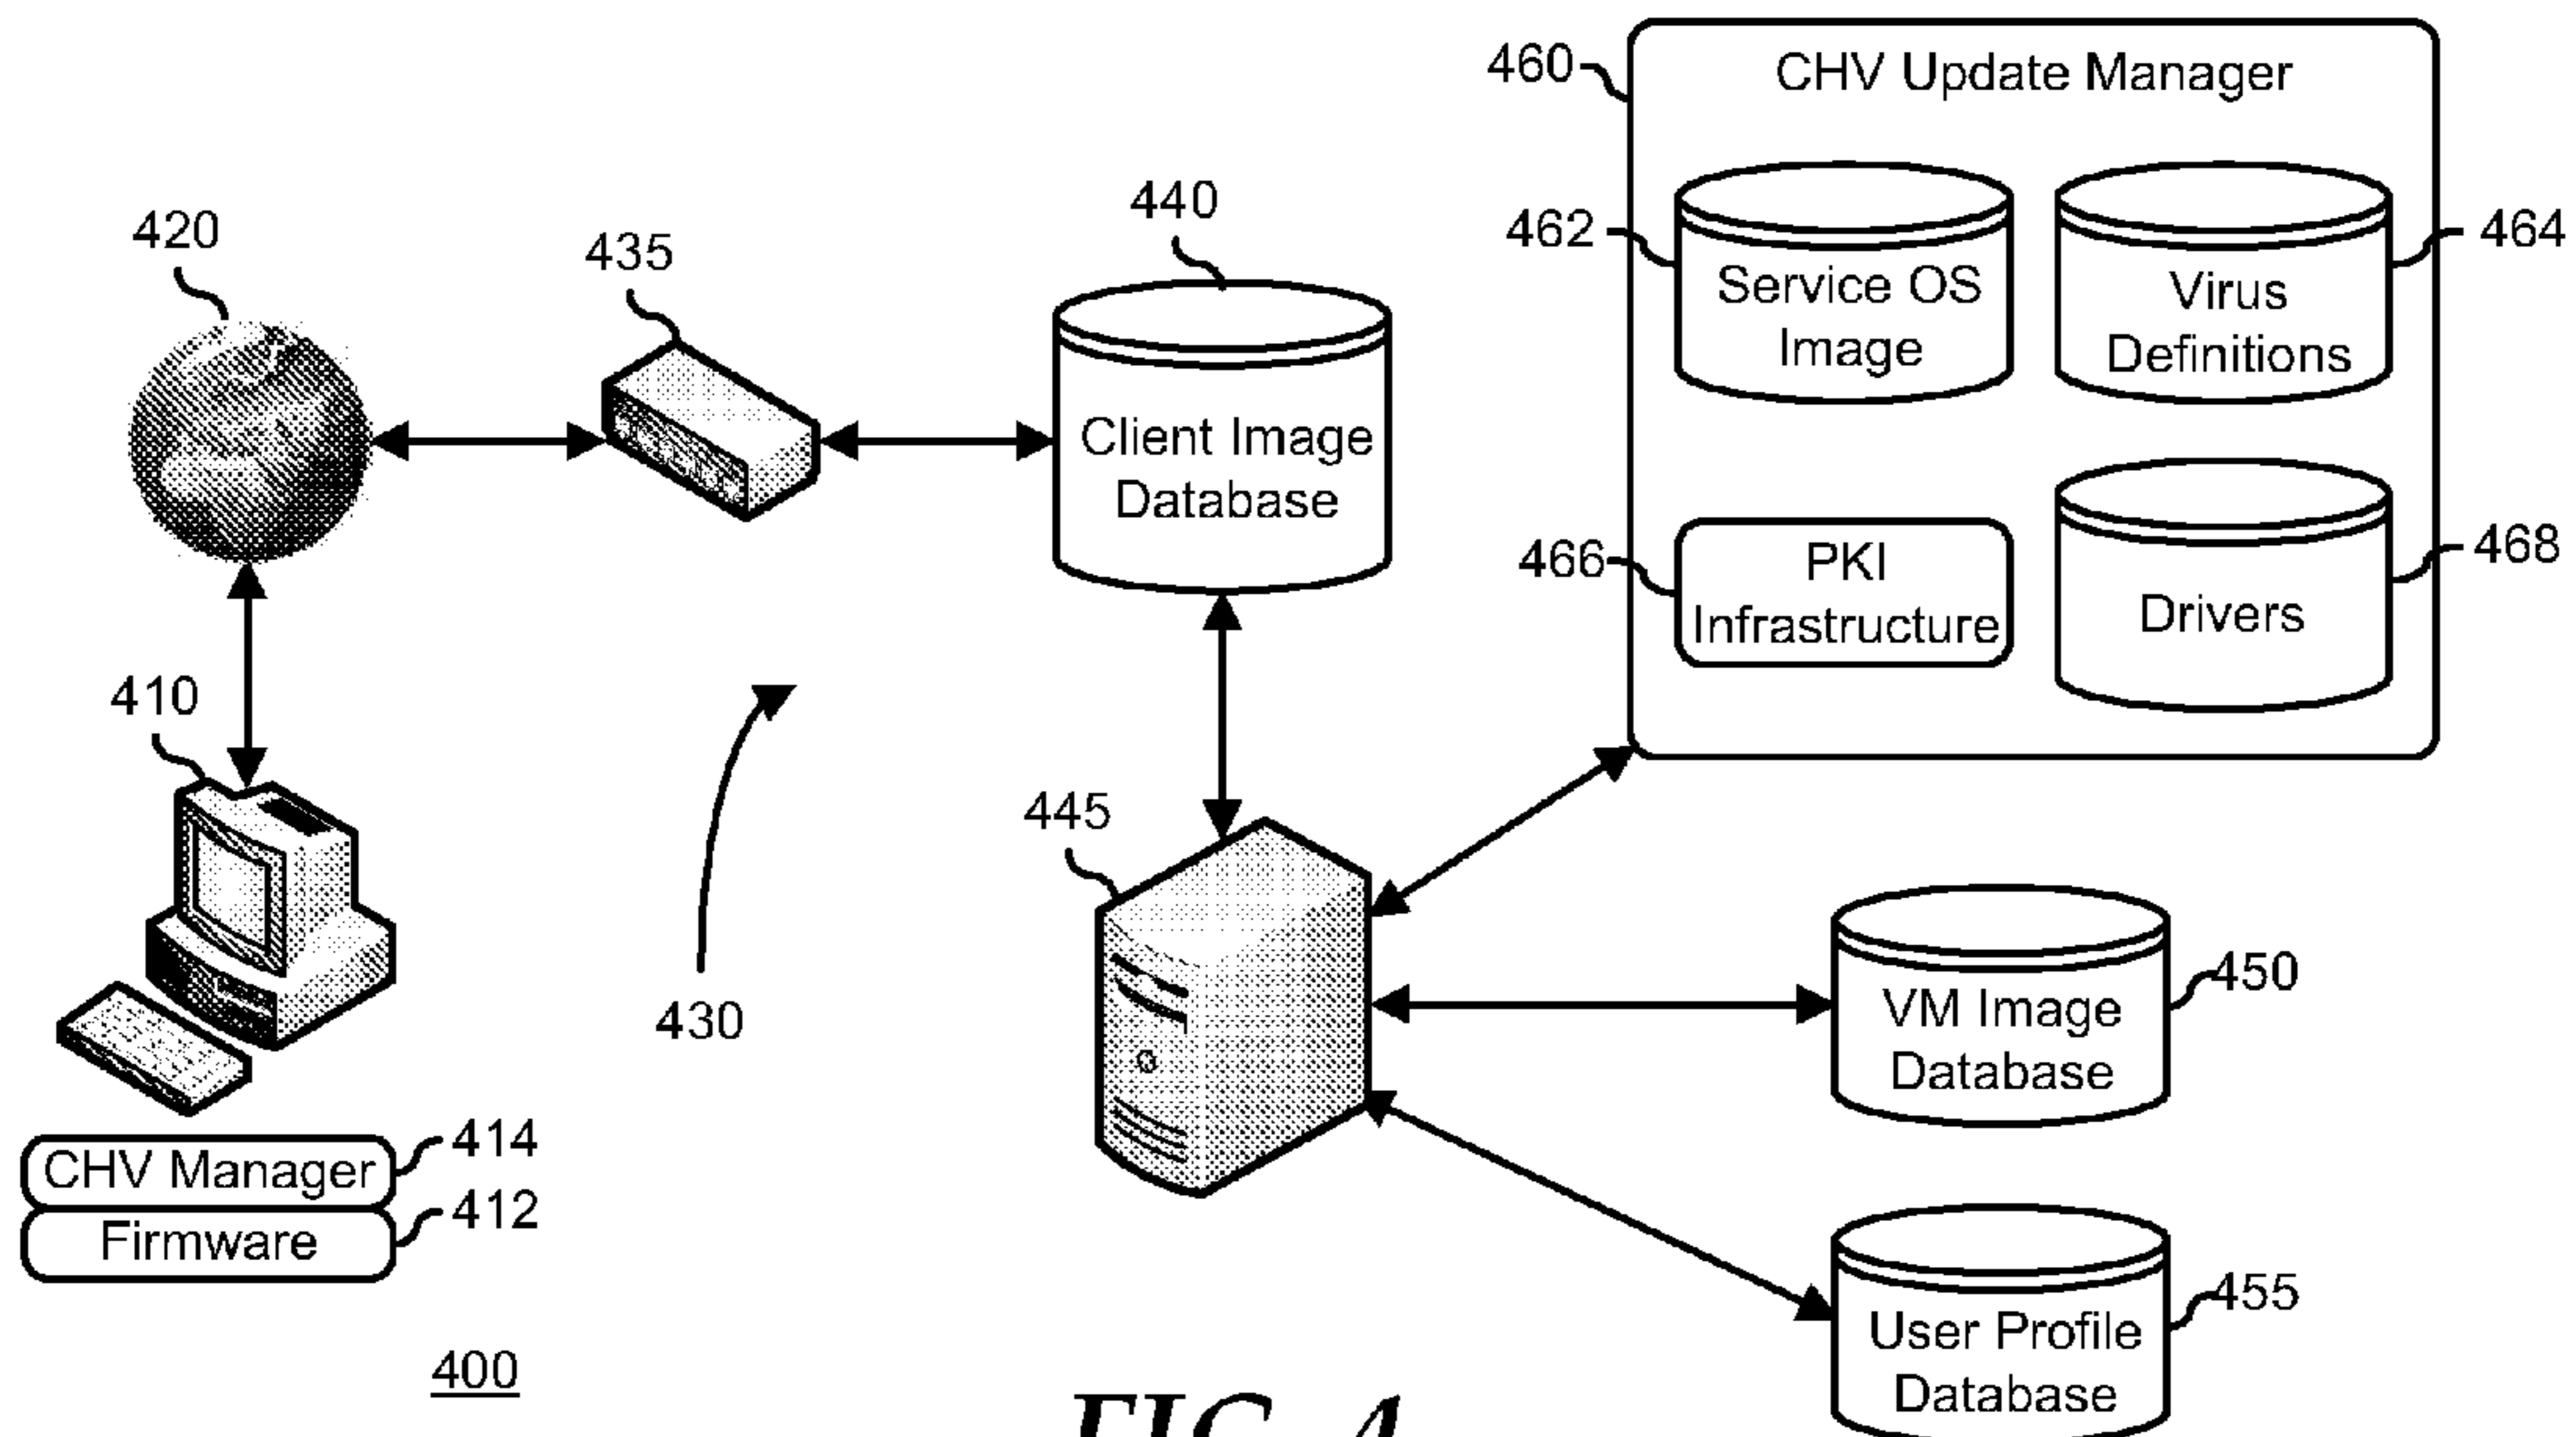 460
CHV Update Manager
440
420
435
462
Service OS
Image
464
Virus
Definitions
Client Image
Database
466
PKI
Infrastructure
468
Drivers
410
445
430
450
VM Image
Database
CHV Manager
414
Firmware
412
455
User Profile
Database
400
FIG. 4